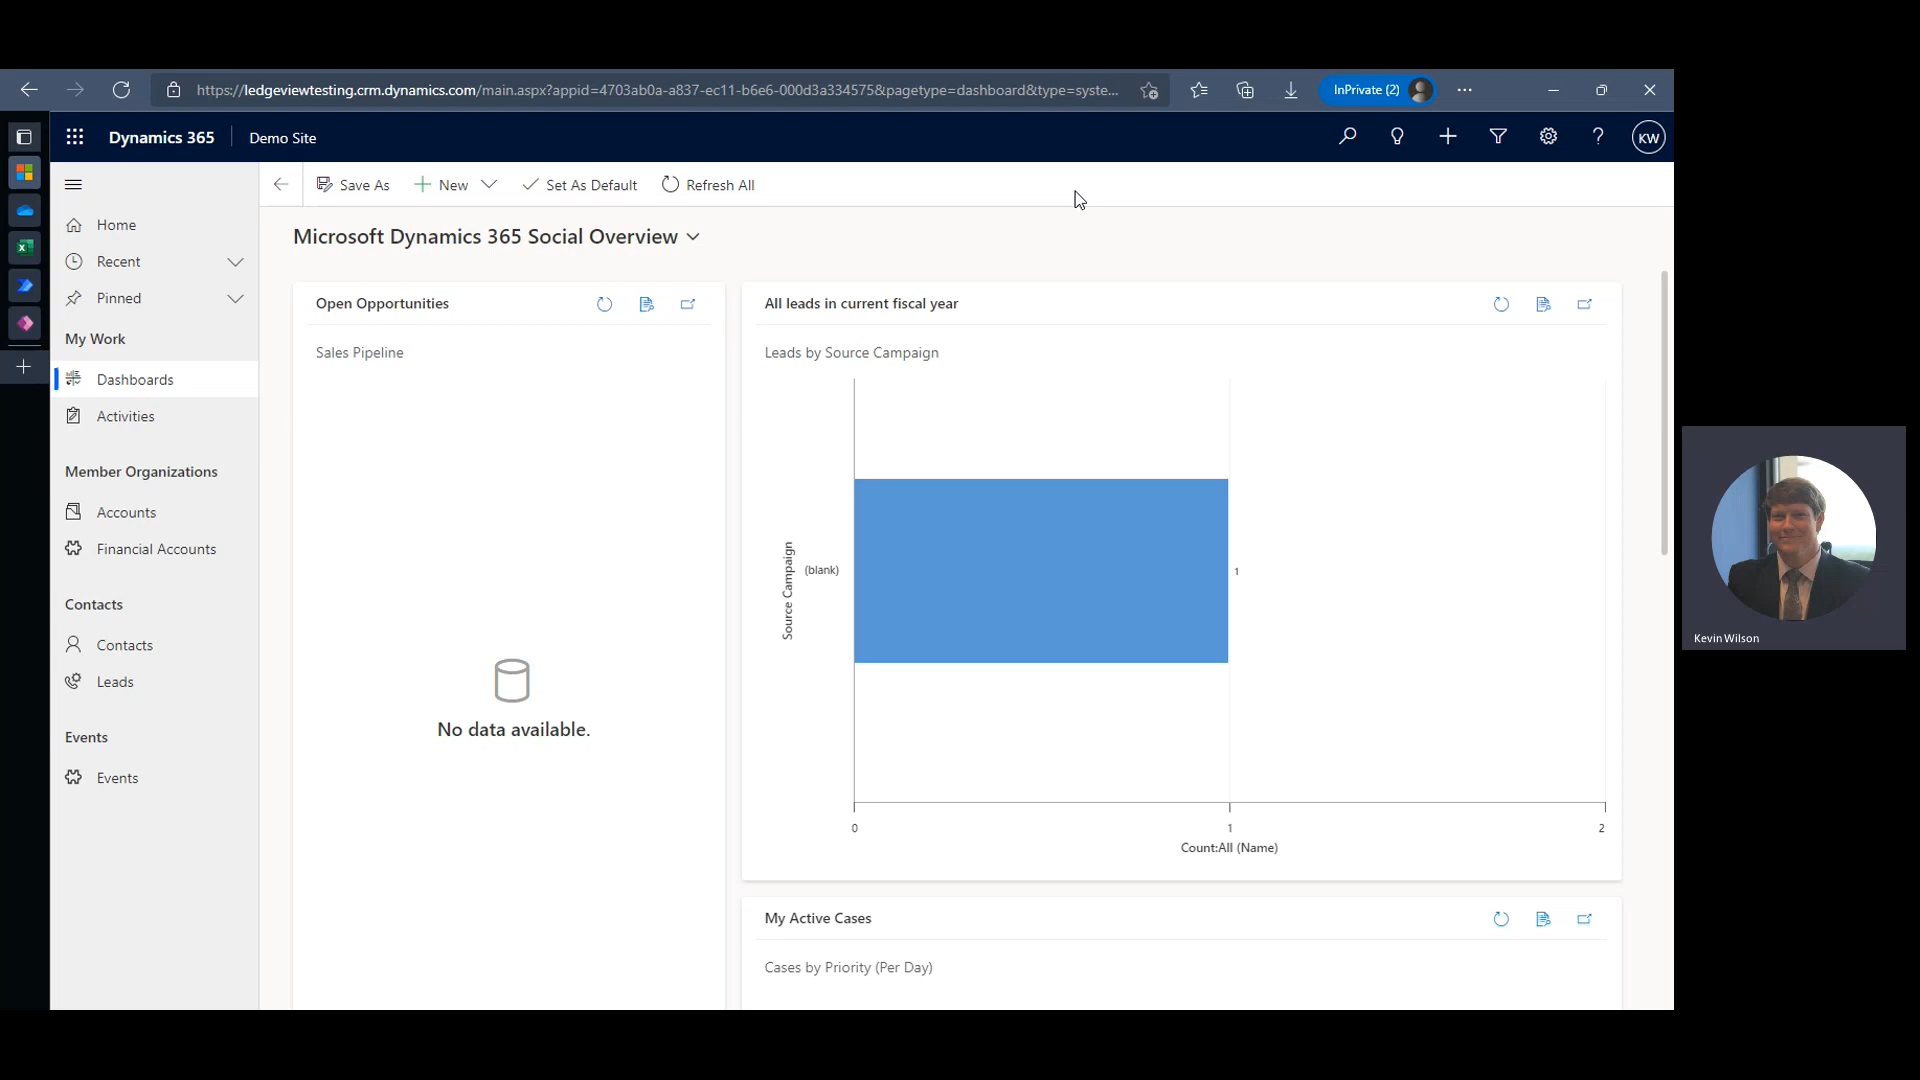 https://ledgeviewtesting.crm.dynamics.com/main.aspx?appid=4703ab0a-a837-ec11-b6e6-000d3a334575&pagetype=dashboard&type=syste...
InPrivate (2)
Dynamics 365
Demo Site
KW
Save As
New
Set As Default
Refresh All
Home
Recent
Pinned
My Work
Dashboards
Activities
Member Organizations
Accounts
Financial Accounts
Contacts
Contacts
Leads
Events
Events
Microsoft Dynamics 365 Social Overview
Open Opportunities
Sales Pipeline
No data available.
All leads in current fiscal year
Leads by Source Campaign
Source Campaign
(blank)
1
0
1
2
Count:All (Name)
My Active Cases
Cases by Priority (Per Day)
Kevin Wilson